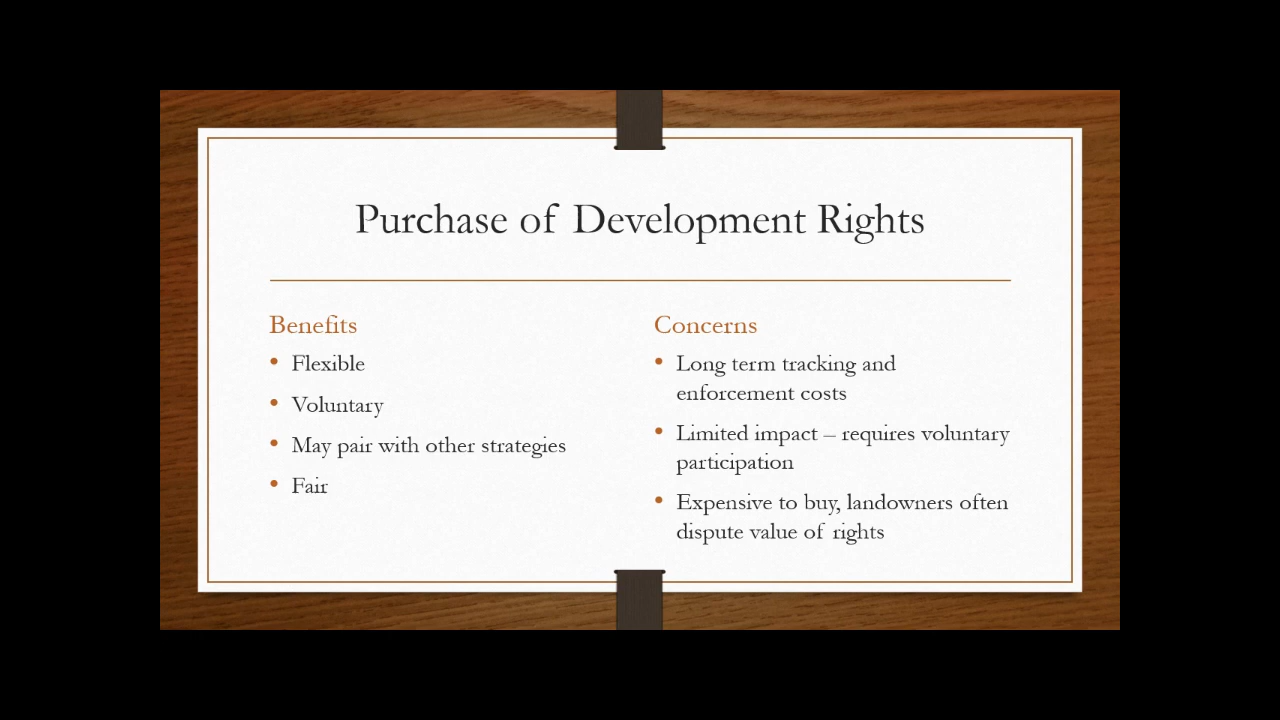 Purchase of Development Rights
Benefits
Flexible
Voluntary
May pair with other strategies
Fair
Concerns
Long term tracking and
enforcement costs
Limited impact – requires voluntary
participation
Expensive to buy, landowners often
dispute value of rights